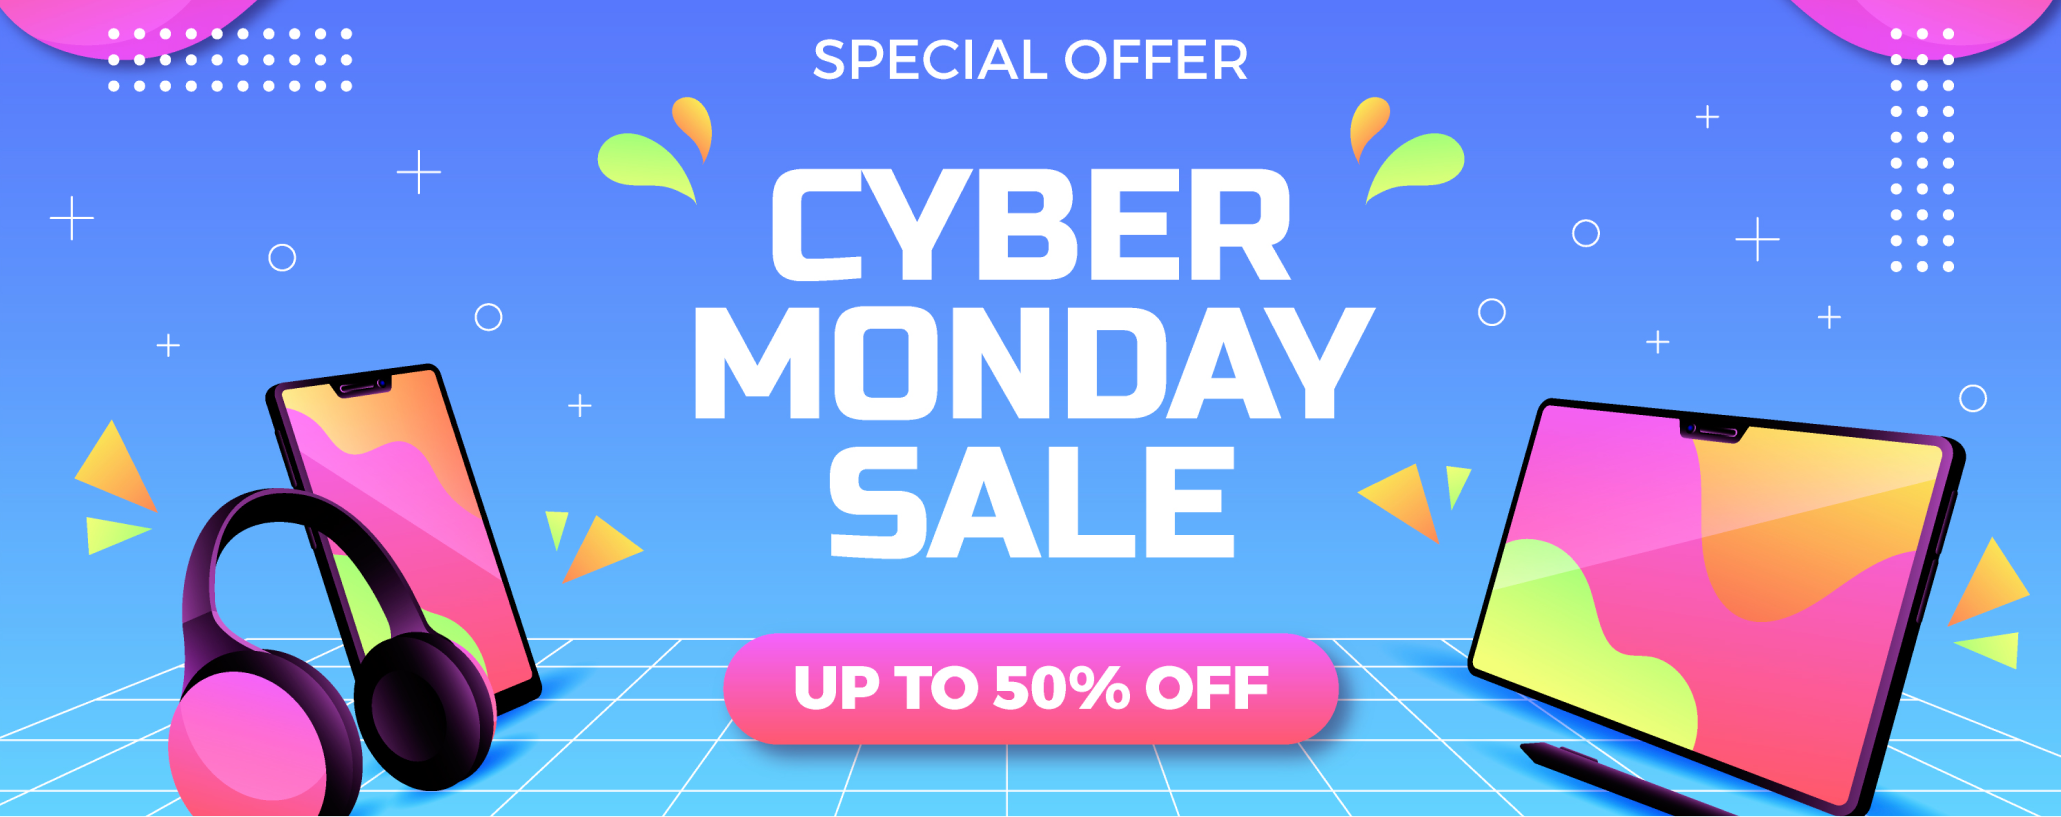 SPECIAL OFFER
CYBER
MONDAY
SALE
UP TO 50% OFF